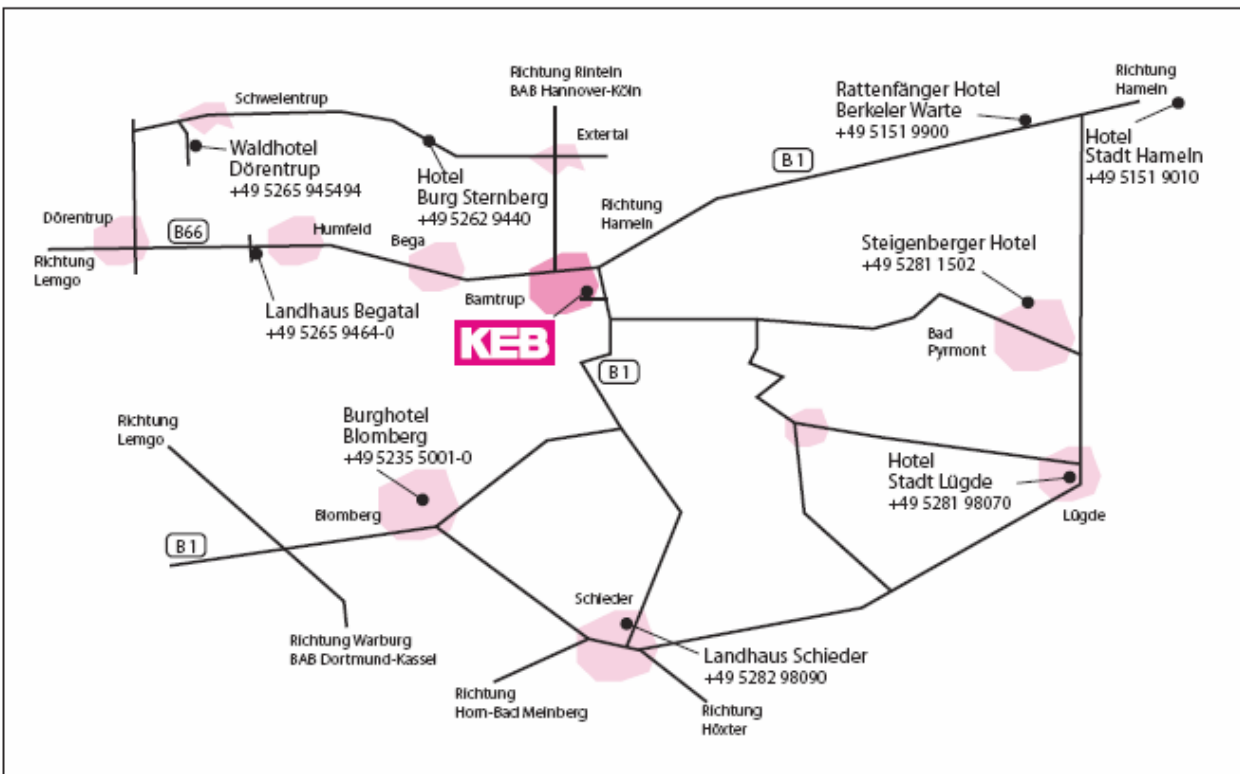 Richtung Rinteln
BAB Hannover-Köln
Schwelentrup
Extertal
Waldhotel
Dörentrup
+49 5265 945494
Hotel
Burg Sternberg
+49 5262 9440
Rattenfänger Hotel
Berkeler Warte
+49 5151 9900
Richtung
Hameln
Hotel
Stadt Hameln
+49 5151 9010
B 1
Richtung
Hameln
Dörentrup
B66
Humfeld
Bega
Richtung
Lemgo
Landhaus Begatal
+49 5265 9464-0
Barntrup
KEB
Steigenberger Hotel
+49 5281 1502
Bad
Pyrmont
B 1
Richtung
Lemgo
Burghotel
Blomberg
+49 5235 5001-0
Blomberg
B 1
Hotel
Stadt Lügde
+49 5281 98070
Lügde
Richtung Warburg
BAB Dortmund-Kassel
Schieder
Landhaus Schieder
+49 5282 98090
Richtung
Horn-Bad Meinberg
Richtung
Höxter